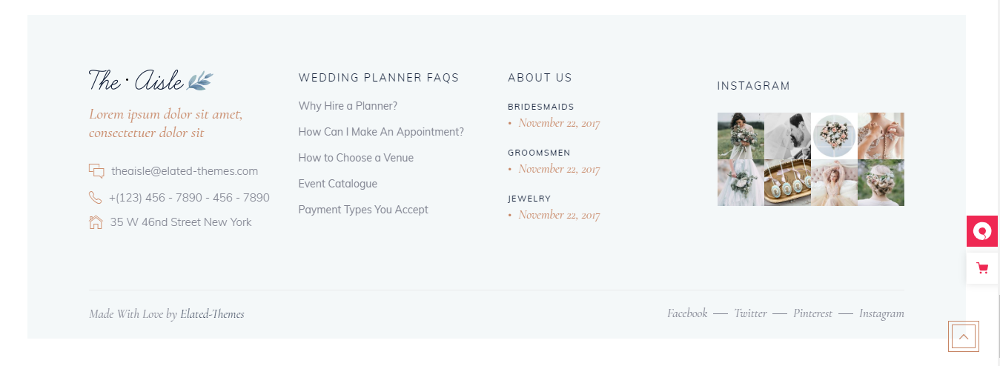 The · Aisle
Lorem ipsum dolor sit amet,
consectetuer dolor sit
theaisle@elated-themes.com
+(123) 456 - 7890 - 456 - 7890
35 W 46nd Street New York
WEDDING PLANNER FAQS
Why Hire a Planner?
How Can I Make An Appointment?
How to Choose a Venue
Event Catalogue
Payment Types You Accept
ABOUT US
BRIDESMAIDS
• November 22, 2017
GROOMSMEN
• November 22, 2017
JEWELRY
• November 22, 2017
INSTAGRAM
Made With Love by Elated-Themes
Facebook — Twitter — Pinterest — Instagram